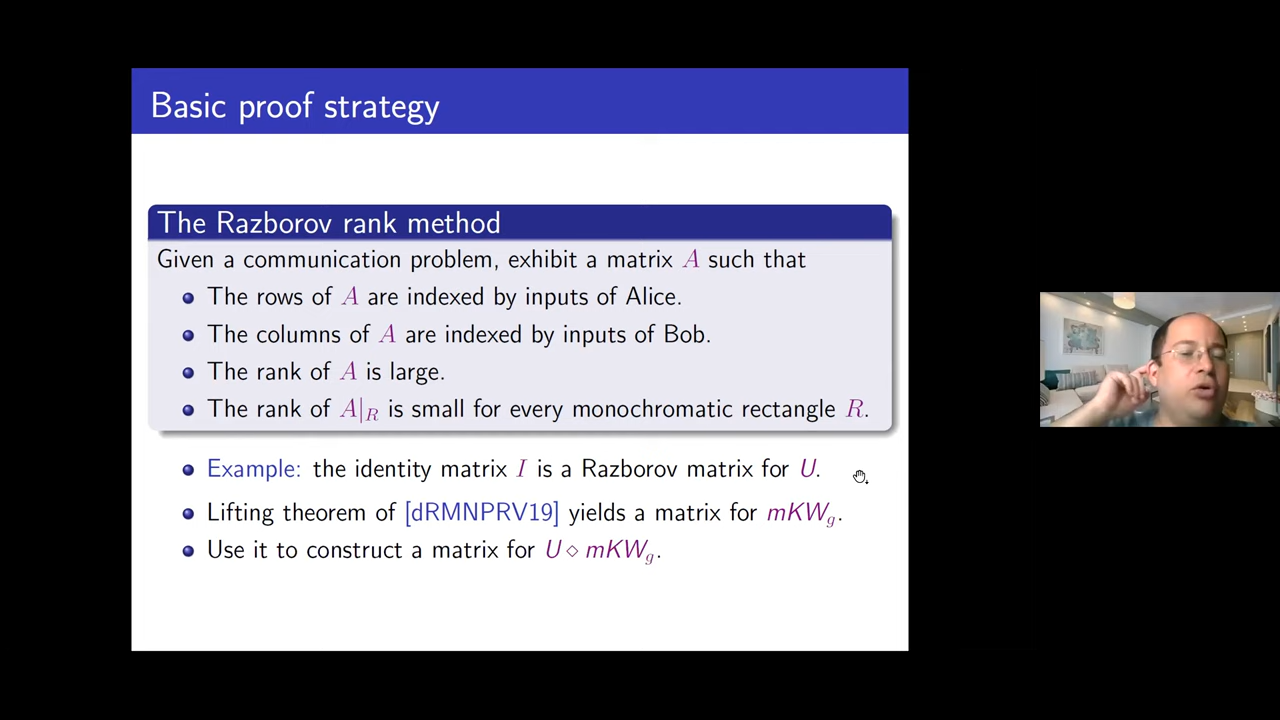 Basic proof strategy
The Razborov rank method
Given a communication problem, exhibit a matrix A such that
The rows of A are indexed by inputs of Alice.
The columns of A are indexed by inputs of Bob.
The rank of A is large.
The rank of A|_R is small for every monochromatic rectangle R.
Example: the identity matrix I is a Razborov matrix for U.
Lifting theorem of [dRMNPRV19] yields a matrix for mKW_g.
Use it to construct a matrix for U ⋄ mKW_g.